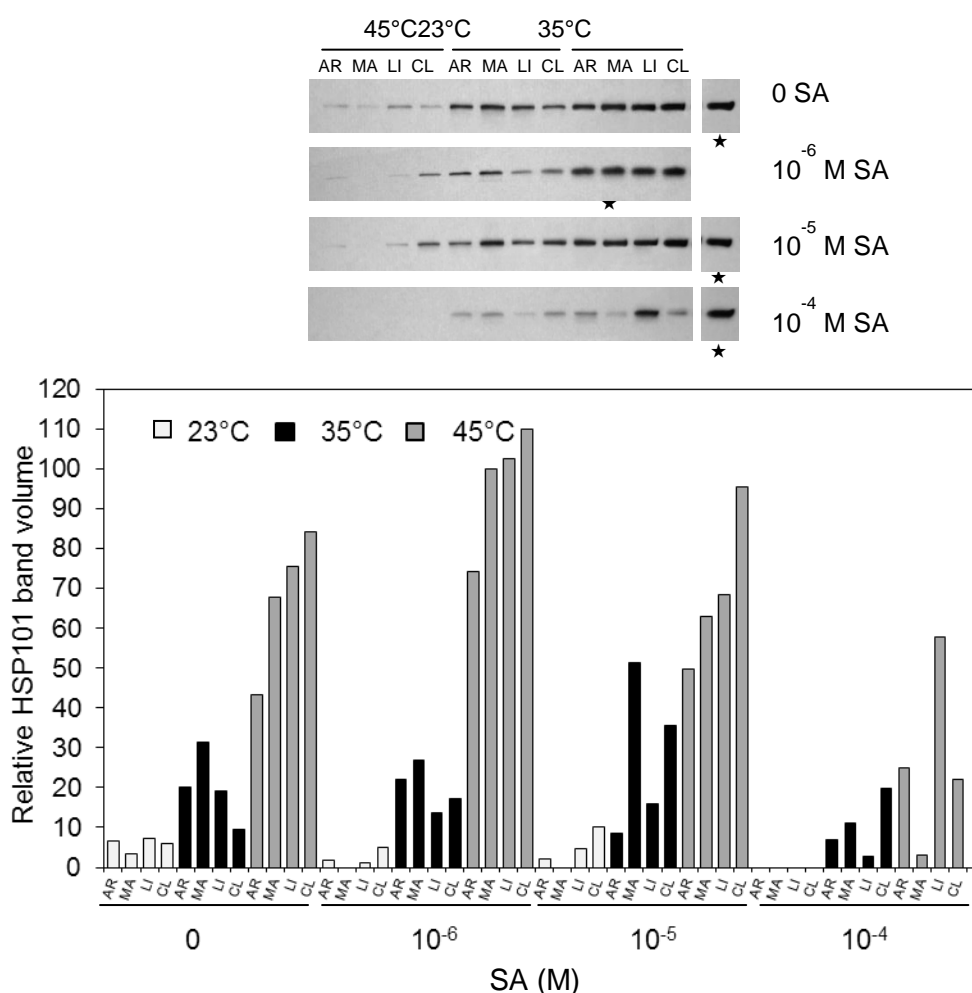 45°C23°C 35°C
AR MA LI CL AR MA LI CL AR MA LI CL
0 SA
★
10-6 M SA
★
10-5 M SA
★
10-4 M SA
★
120
110
100
90
80
70
60
50
40
30
20
10
0
Relative HSP101 band volume
23°C 35°C 45°C
AR MA LI CL AR MA LI CL AR MA LI CL AR MA LI CL AR MA LI CL AR MA LI CL AR MA LI CL AR MA LI CL AR MA LI CL AR MA LI CL AR MA LI CL AR MA LI CL
0 10-6 10-5 10-4
SA (M)